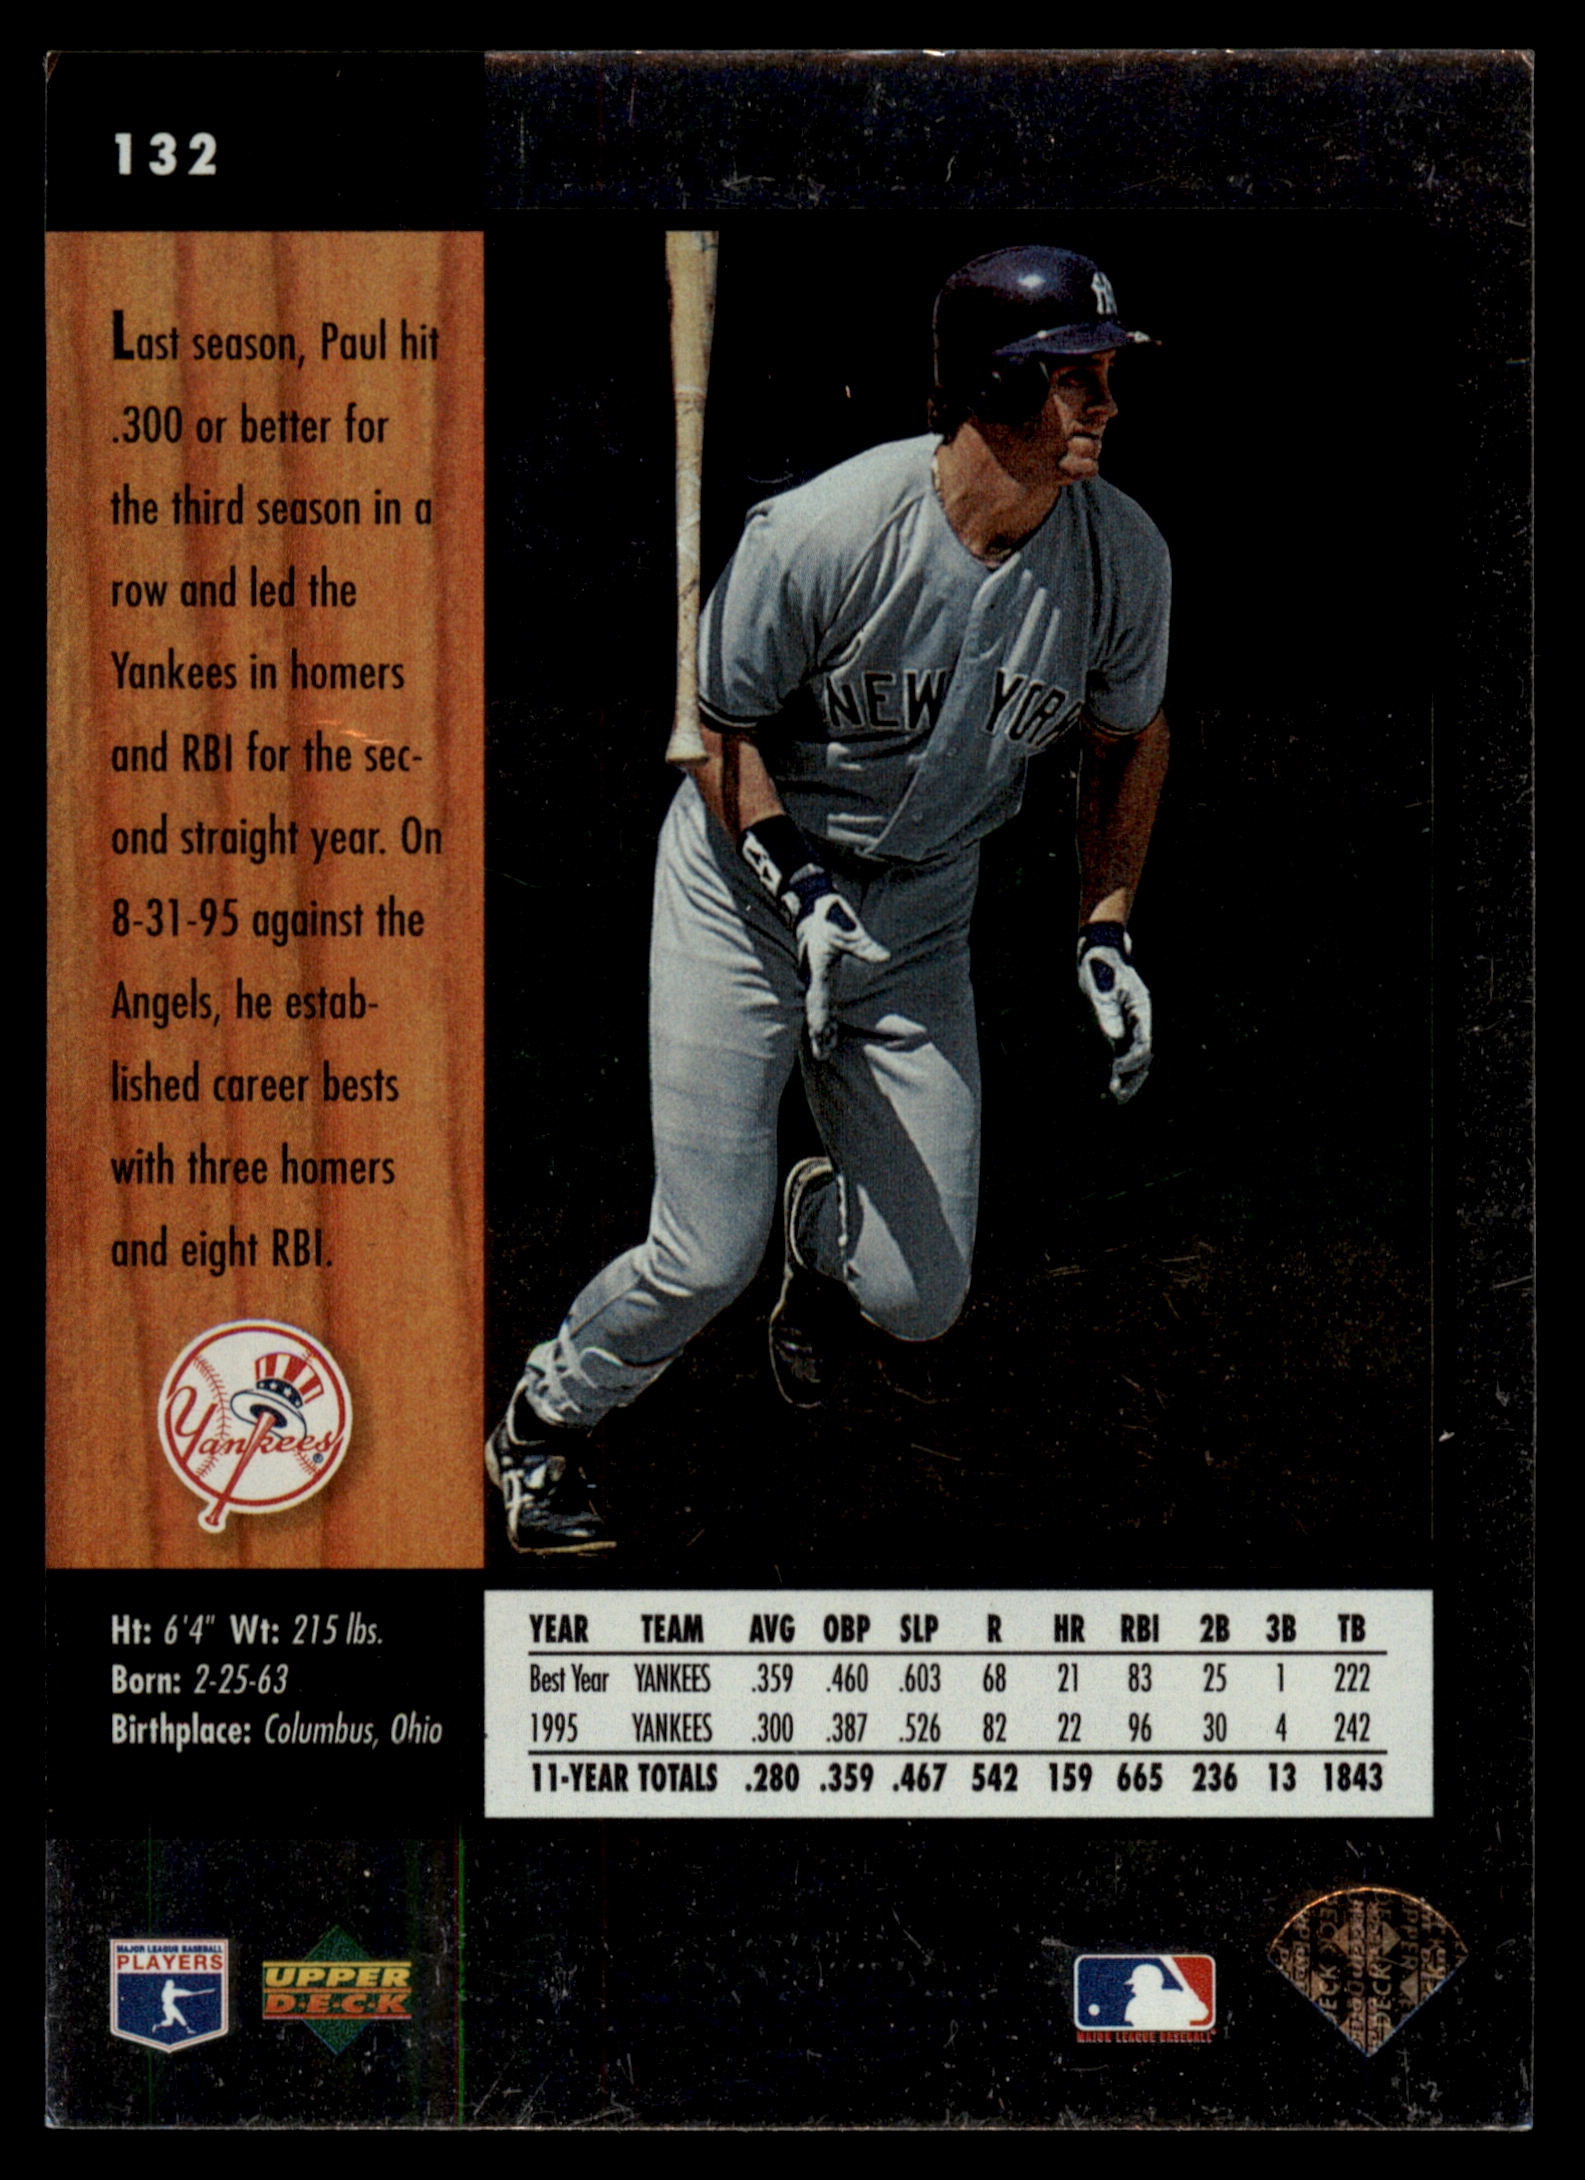 132
Last season, Paul hit
.300 or better for
the third season in a
row and led the
Yankees in homers
and RBI for the sec-
ond straight year. On
8-31-95 against the
Angels, he estab-
lished career bests
with three homers
and eight RBI.
NEW YORK
Yankees
Ht: 6'4" Wt: 215 lbs.
Born: 2-25-63
Birthplace: Columbus, Ohio
YEAR TEAM AVG OBP SLP R HR RBI 2B 3B TB
Best Year YANKEES .359 .460 .603 68 21 83 25 1 222
1995 YANKEES .300 .387 .526 82 22 96 30 4 242
11-YEAR TOTALS .280 .359 .467 542 159 665 236 13 1843
MAJOR LEAGUE BASEBALL
PLAYERS
UPPER
D·E·C·K
MAJOR LEAGUE BASEBALL